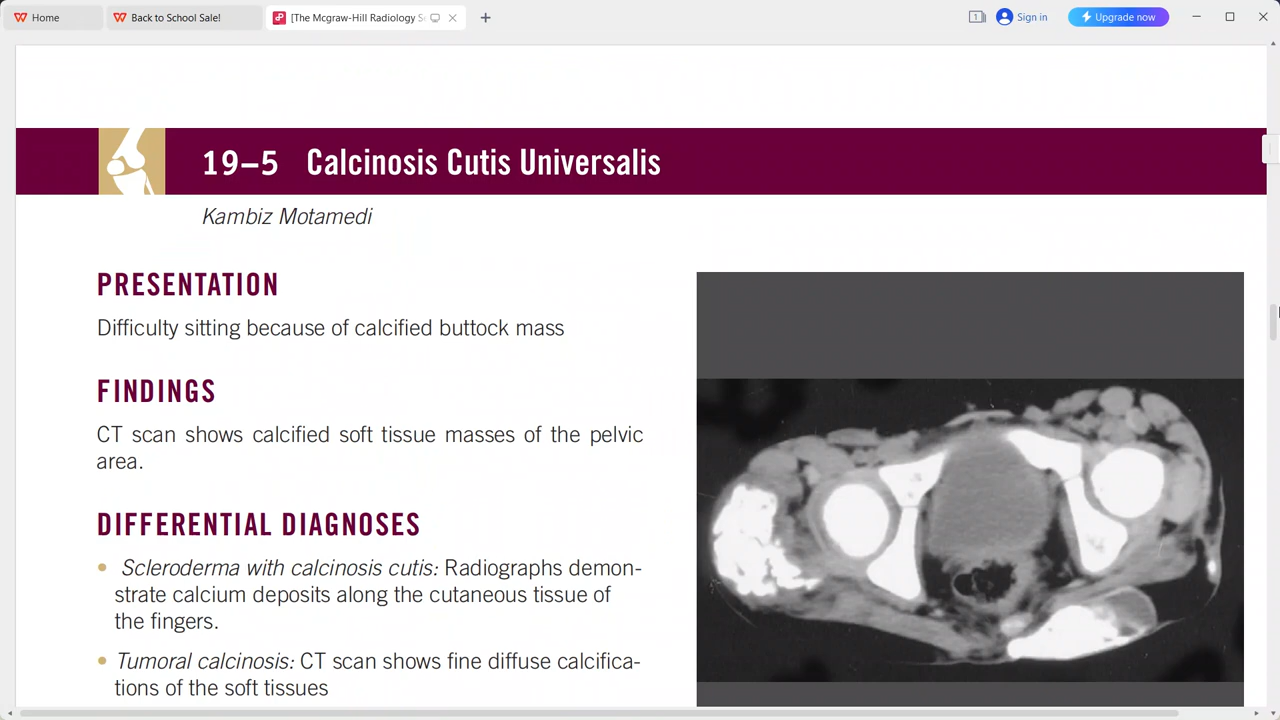 Home
Back to School Sale!
[The Mcgraw-Hill Radiology S
1
Sign in
Upgrade now
19–5 Calcinosis Cutis Universalis
Kambiz Motamedi
PRESENTATION
Difficulty sitting because of calcified buttock mass
FINDINGS
CT scan shows calcified soft tissue masses of the pelvic
area.
DIFFERENTIAL DIAGNOSES
• Scleroderma with calcinosis cutis: Radiographs demon-
strate calcium deposits along the cutaneous tissue of
the fingers.
• Tumoral calcinosis: CT scan shows fine diffuse calcifica-
tions of the soft tissues